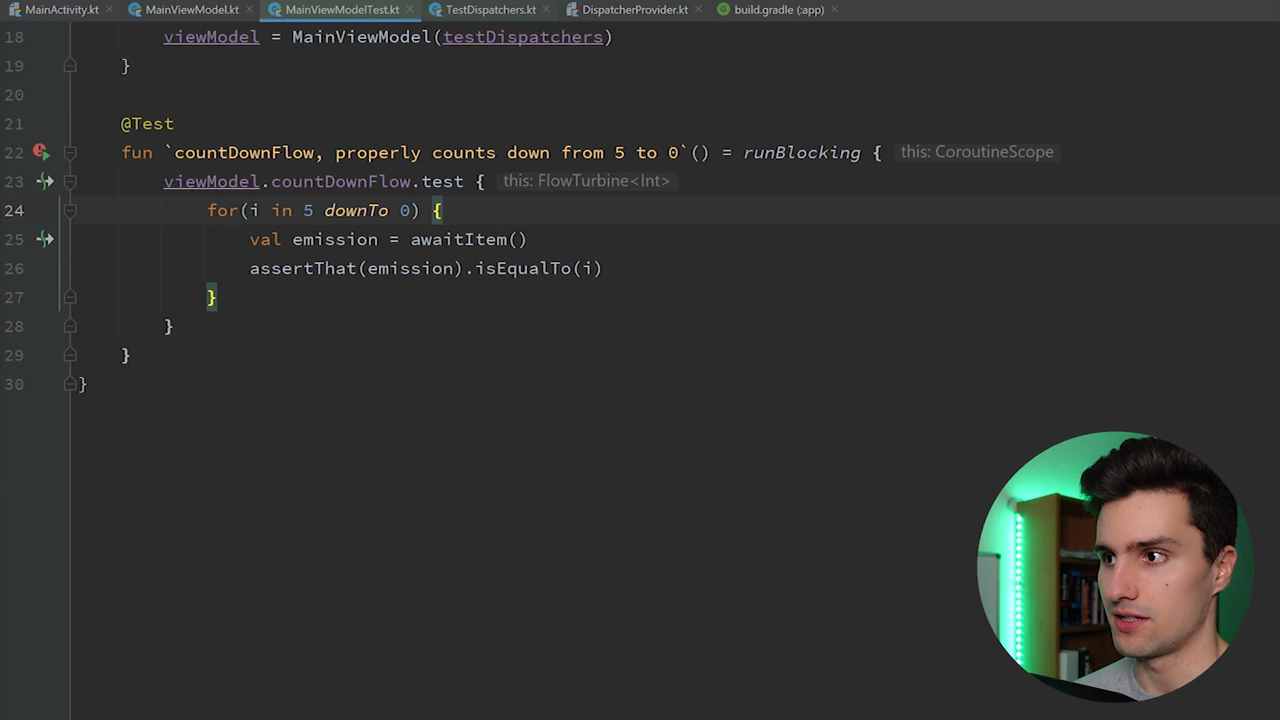 MainActivity.kt MainViewModel.kt MainViewModelTest.kt TestDispatchers.kt DispatcherProvider.kt build.gradle (:app)
18 viewModel = MainViewModel(testDispatchers)
19 }
20
21 @Test
22 fun `countDownFlow, properly counts down from 5 to 0`() = runBlocking { this: CoroutineScope
23 viewModel.countDownFlow.test { this: FlowTurbine<Int>
24 for(i in 5 downTo 0) {
25 val emission = awaitItem()
26 assertThat(emission).isEqualTo(i)
27 }
28 }
29 }
30 }